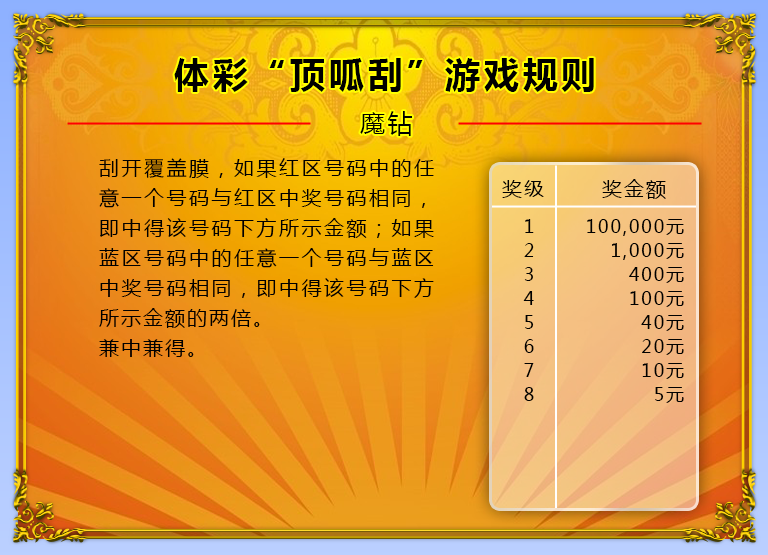 体彩“顶呱刮”游戏规则
魔钻
刮开覆盖膜，如果红区号码中的任
意一个号码与红区中奖号码相同，
即中得该号码下方所示金额；如果
蓝区号码中的任意一个号码与蓝区
中奖号码相同，即中得该号码下方
所示金额的两倍。
兼中兼得。
奖级 奖金额
1 100,000元
2 1,000元
3 400元
4 100元
5 40元
6 20元
7 10元
8 5元